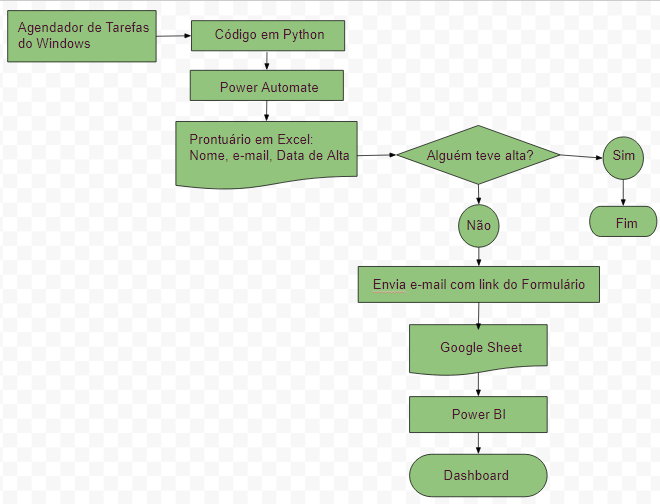 Agendador de Tarefas
do Windows
Código em Python
Power Automate
Prontuário em Excel:
Nome, e-mail, Data de Alta
Alguém teve alta?
Sim
Fim
Não
Envia e-mail com link do Formulário
Google Sheet
Power BI
Dashboard